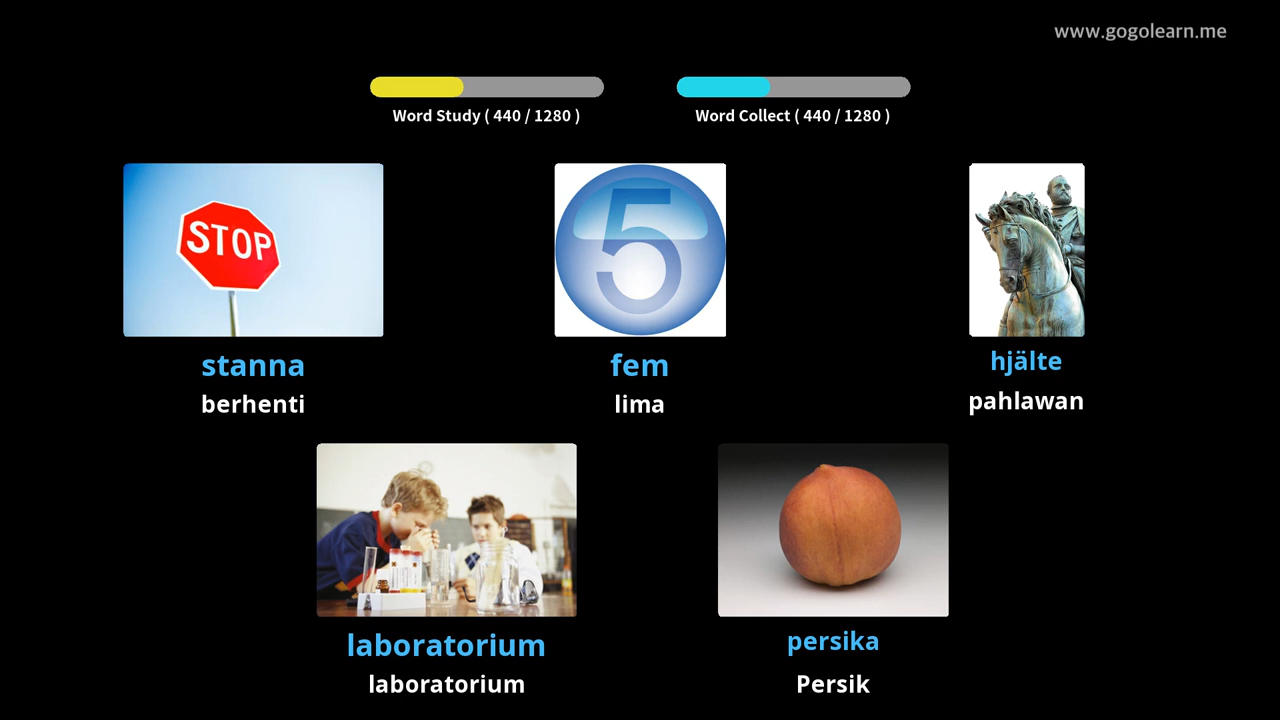 www.gogolearn.me
Word Study ( 440 / 1280 )
Word Collect ( 440 / 1280 )
STOP
5
stanna
berhenti
fem
lima
hjälte
pahlawan
laboratorium
laboratorium
persika
Persik